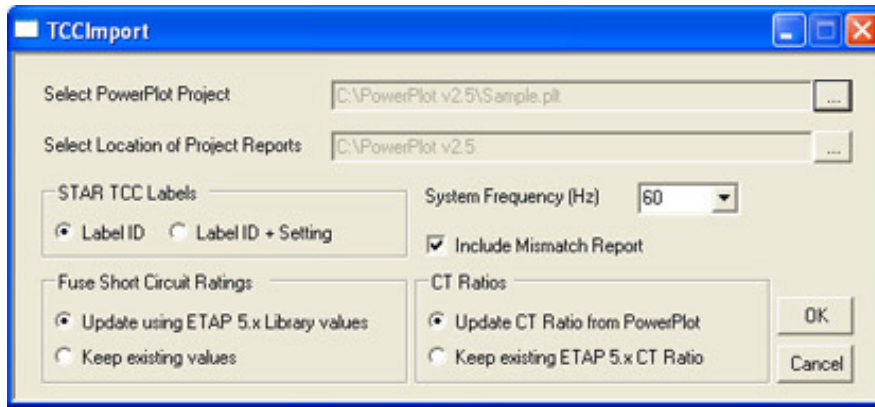 TCCImport
Select PowerPlot Project C:\PowerPlot v2.5\Sample.plt ...
Select Location of Project Reports C:\PowerPlot v2.5 ...
STAR TCC Labels
Label ID Label ID + Setting
System Frequency (Hz) 60
Include Mismatch Report
Fuse Short Circuit Ratings
Update using ETAP 5.x Library values
Keep existing values
CT Ratios
Update CT Ratio from PowerPlot
Keep existing ETAP 5.x CT Ratio
OK
Cancel